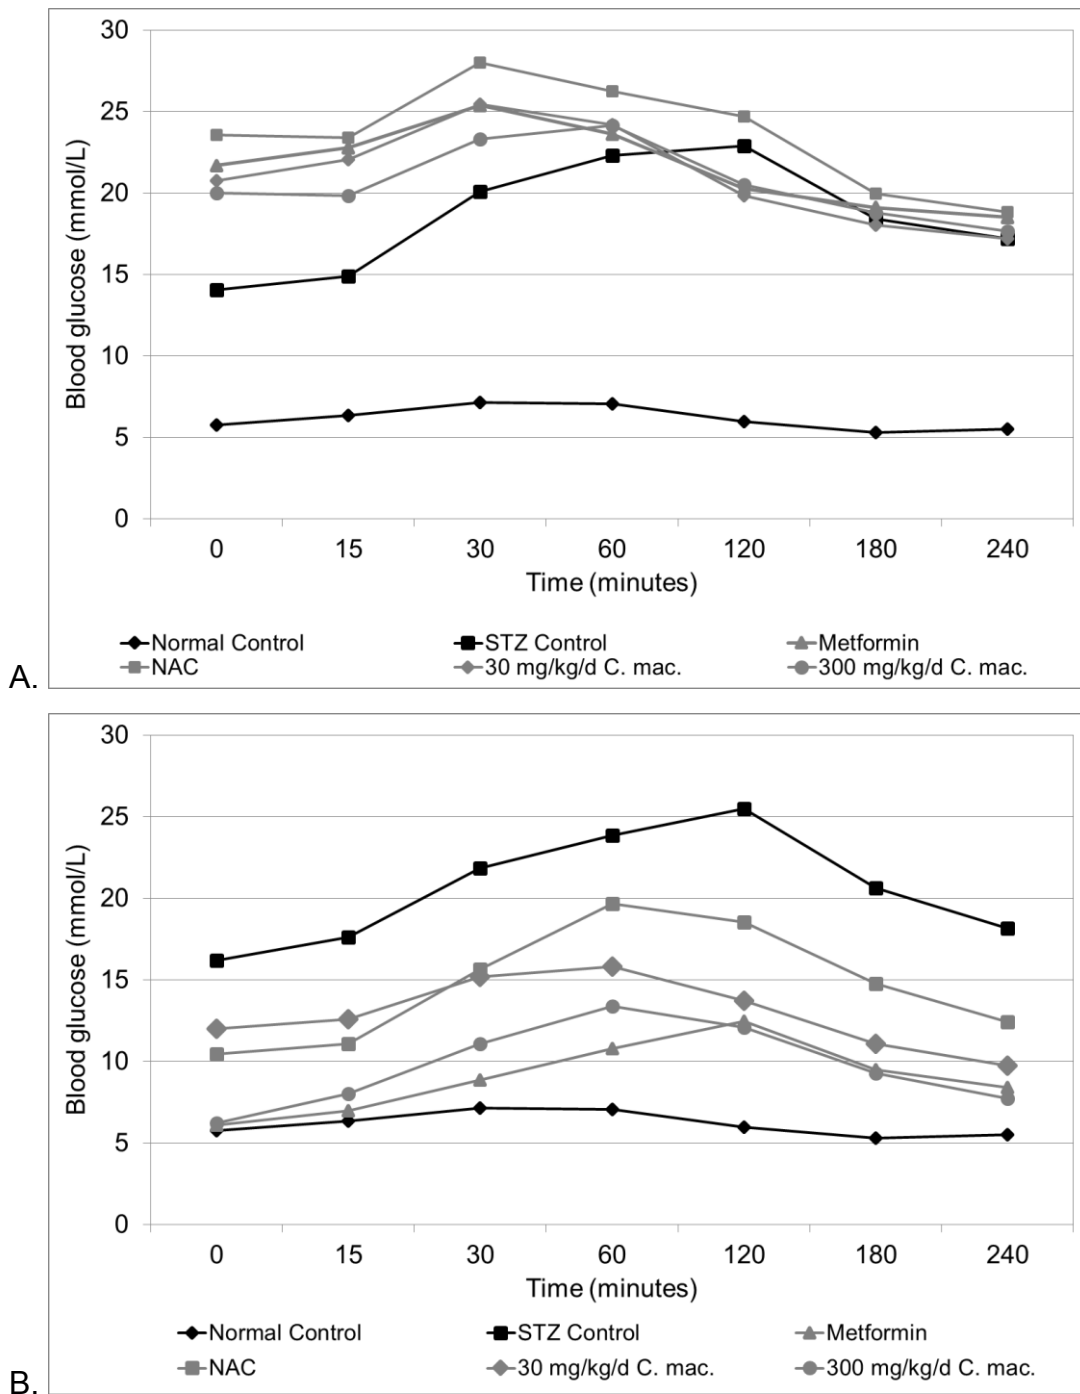 30
25
20
15
10
5
0
Blood glucose (mmol/L)
0 15 30 60 120 180 240
Time (minutes)
Normal Control STZ Control Metformin
NAC 30 mg/kg/d C. mac. 300 mg/kg/d C. mac.
A.
30
25
20
15
10
5
0
Blood glucose (mmol/L)
0 15 30 60 120 180 240
Time (minutes)
Normal Control STZ Control Metformin
NAC 30 mg/kg/d C. mac. 300 mg/kg/d C. mac.
B.